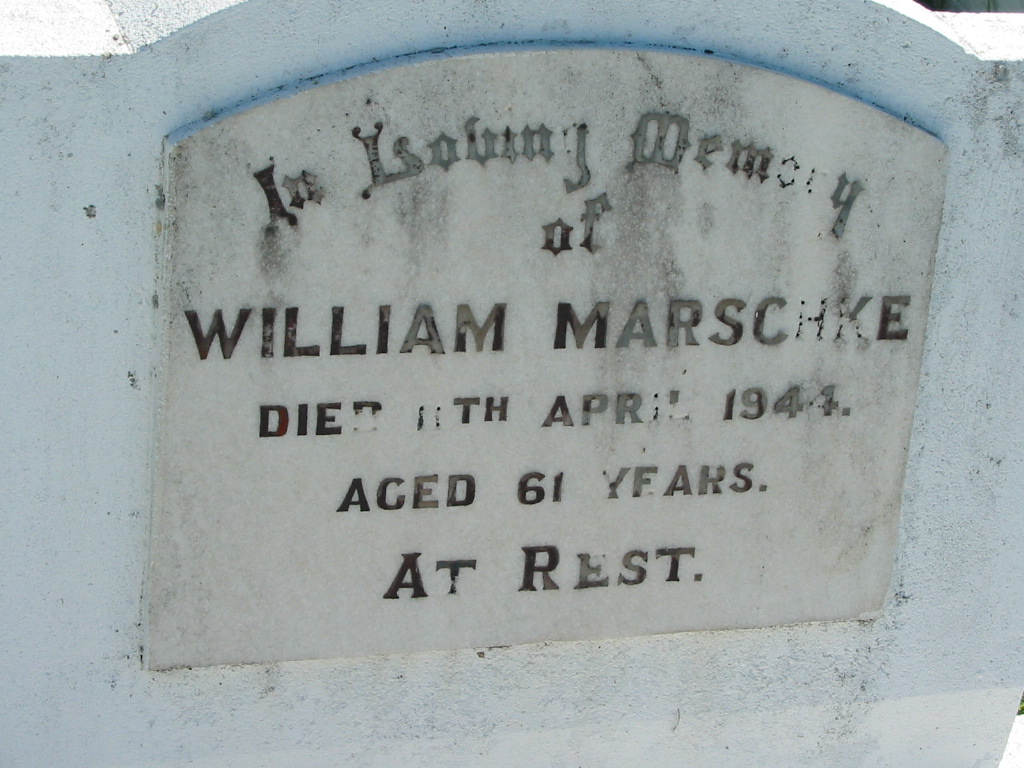 In Loving Memory
of
WILLIAM MARSCHKE
DIED 11TH APRIL 1944.
AGED 61 YEARS.
AT REST.